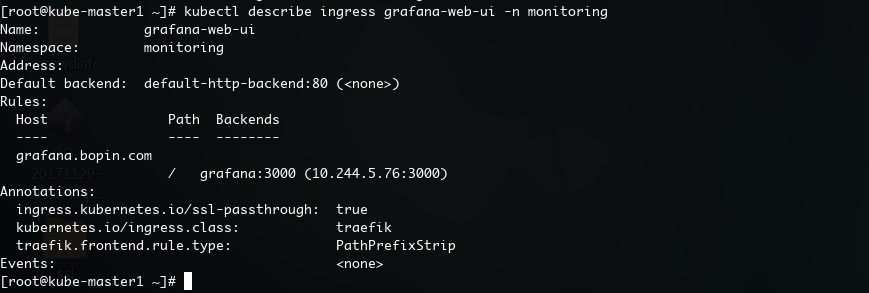 [root@kube-master1 ~]# kubectl describe ingress grafana-web-ui -n monitoring
Name:             grafana-web-ui
Namespace:        monitoring
Address:
Default backend:  default-http-backend:80 (<none>)
Rules:
  Host               Path  Backends
  ----               ----  --------
  grafana.bopin.com
                     /   grafana:3000 (10.244.5.76:3000)
Annotations:
  ingress.kubernetes.io/ssl-passthrough:  true
  kubernetes.io/ingress.class:            traefik
  traefik.frontend.rule.type:             PathPrefixStrip
Events:                                   <none>
[root@kube-master1 ~]#